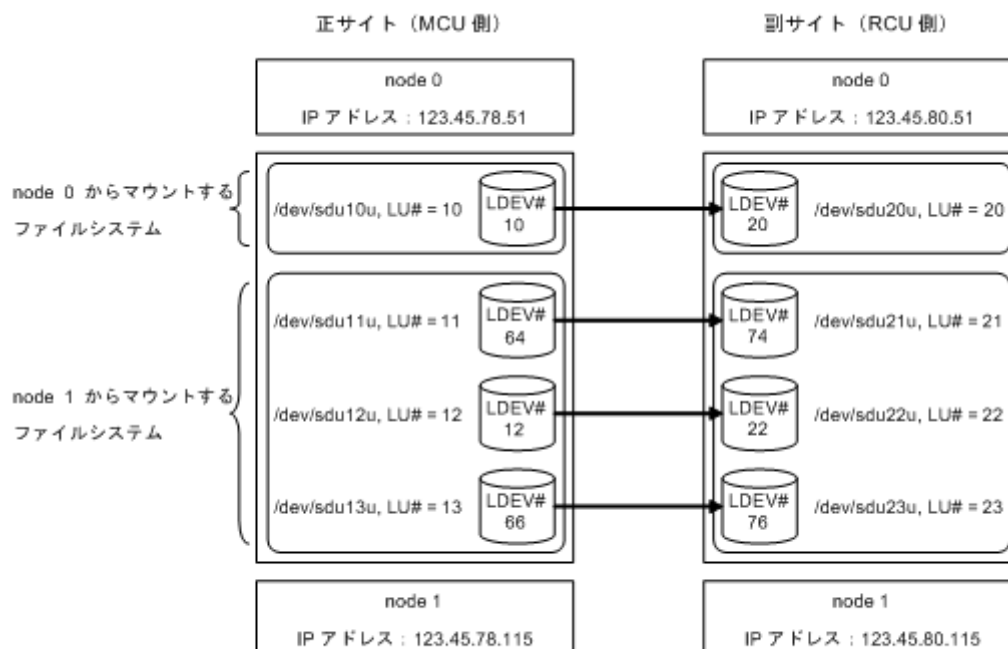 正サイト（MCU 側）
副サイト（RCU 側）
node 0
IP アドレス : 123.45.78.51
node 0
IP アドレス : 123.45.80.51
node 0 からマウントする
ファイルシステム
/dev/sdu10u, LU# = 10
LDEV#
10
LDEV#
20
/dev/sdu20u, LU# = 20
node 1 からマウントする
ファイルシステム
/dev/sdu11u, LU# = 11
LDEV#
64
LDEV#
74
/dev/sdu21u, LU# = 21
/dev/sdu12u, LU# = 12
LDEV#
12
LDEV#
22
/dev/sdu22u, LU# = 22
/dev/sdu13u, LU# = 13
LDEV#
66
LDEV#
76
/dev/sdu23u, LU# = 23
node 1
IP アドレス : 123.45.78.115
node 1
IP アドレス : 123.45.80.115